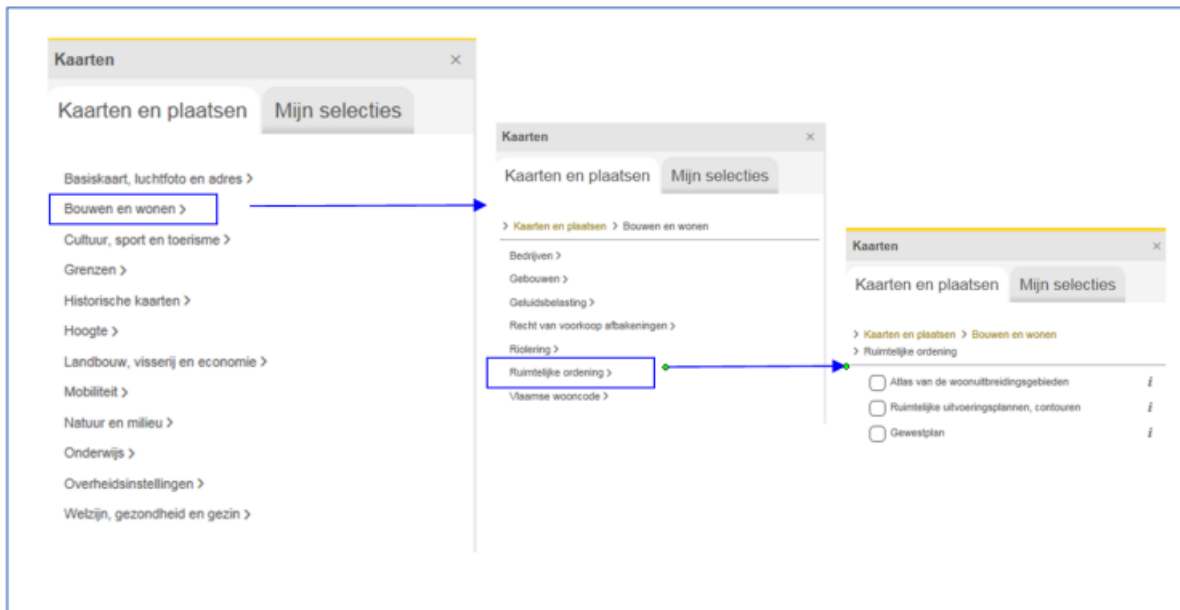 Kaarten ×
Kaarten en plaatsen Mijn selecties
Basiskaart, luchtfoto en adres >
Bouwen en wonen >
Cultuur, sport en toerisme >
Grenzen >
Historische kaarten >
Hoogte >
Landbouw, visserij en economie >
Mobiliteit >
Natuur en milieu >
Onderwijs >
Overheidsinstellingen >
Welzijn, gezondheid en gezin >
Kaarten ×
Kaarten en plaatsen Mijn selecties
> Kaarten en plaatsen > Bouwen en wonen
Bedrijven >
Gebouwen >
Geluidsbelasting >
Recht van voorkoop afbakeningen >
Riolering >
Ruimtelijke ordening >
Vlaamse wooncode >
Kaarten ×
Kaarten en plaatsen Mijn selecties
> Kaarten en plaatsen > Bouwen en wonen
> Ruimtelijke ordening
Atlas van de woonuitbreidingsgebieden i
Ruimtelijke uitvoeringsplannen, contouren i
Gewestplan i